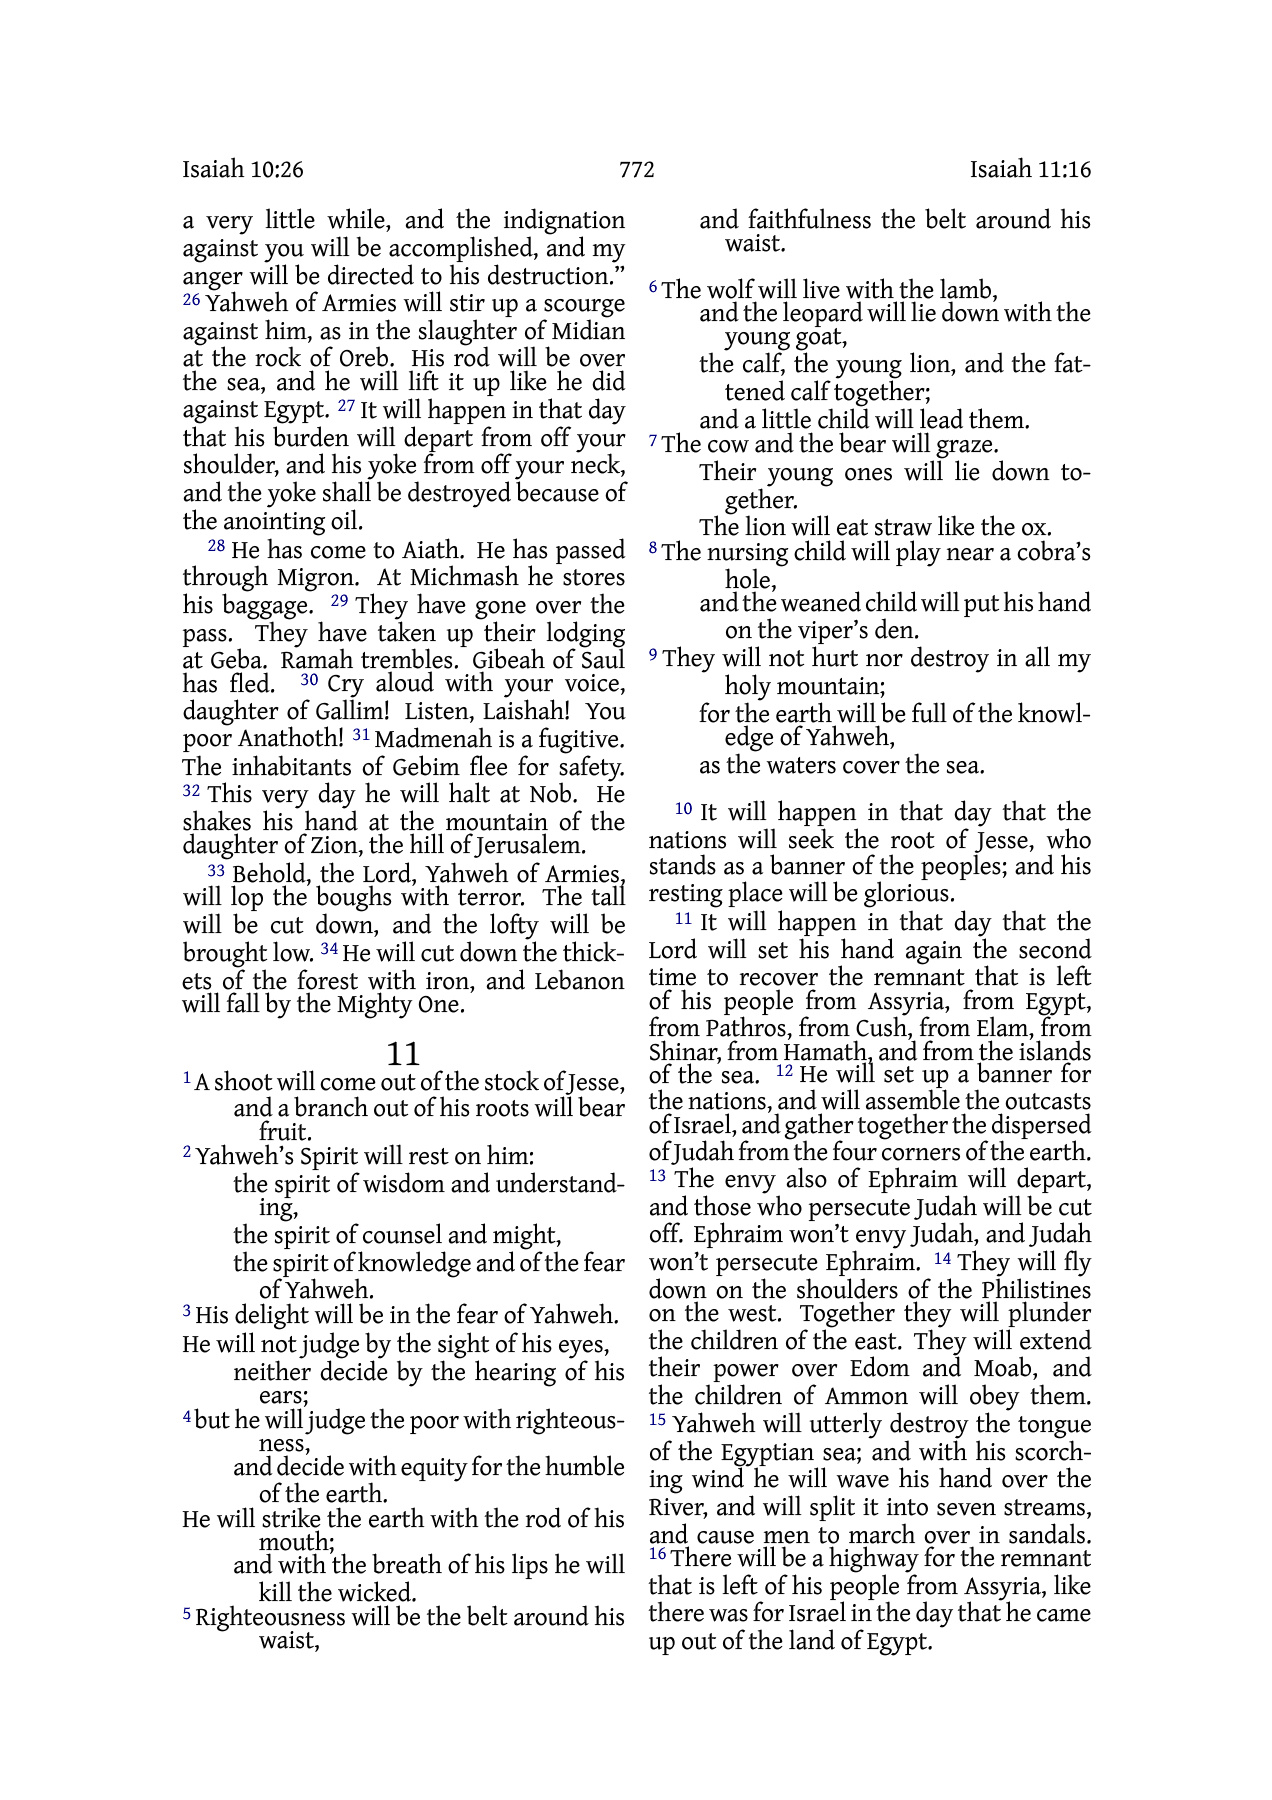 Isaiah 10:26 772 Isaiah 11:16
a very little while, and the indignation
against you will be accomplished, and my
anger will be directed to his destruction.”
26 Yahweh of Armies will stir up a scourge
against him, as in the slaughter of Midian
at the rock of Oreb. His rod will be over
the sea, and he will lift it up like he did
against Egypt. 27 It will happen in that day
that his burden will depart from off your
shoulder, and his yoke from off your neck,
and the yoke shall be destroyed because of
the anointing oil.
28 He has come to Aiath. He has passed
through Migron. At Michmash he stores
his baggage. 29 They have gone over the
pass. They have taken up their lodging
at Geba. Ramah trembles. Gibeah of Saul
has fled. 30 Cry aloud with your voice,
daughter of Gallim! Listen, Laishah! You
poor Anathoth! 31 Madmenah is a fugitive.
The inhabitants of Gebim flee for safety.
32 This very day he will halt at Nob. He
shakes his hand at the mountain of the
daughter of Zion, the hill of Jerusalem.
33 Behold, the Lord, Yahweh of Armies,
will lop the boughs with terror. The tall
will be cut down, and the lofty will be
brought low. 34 He will cut down the thick-
ets of the forest with iron, and Lebanon
will fall by the Mighty One.
11
1 A shoot will come out of the stock of Jesse,
and a branch out of his roots will bear
fruit.
2 Yahweh’s Spirit will rest on him:
the spirit of wisdom and understand-
ing,
the spirit of counsel and might,
the spirit of knowledge and of the fear
of Yahweh.
3 His delight will be in the fear of Yahweh.
He will not judge by the sight of his eyes,
neither decide by the hearing of his
ears;
4 but he will judge the poor with righteous-
ness,
and decide with equity for the humble
of the earth.
He will strike the earth with the rod of his
mouth;
and with the breath of his lips he will
kill the wicked.
5 Righteousness will be the belt around his
waist,
and faithfulness the belt around his
waist.
6 The wolf will live with the lamb,
and the leopard will lie down with the
young goat,
the calf, the young lion, and the fat-
tened calf together;
and a little child will lead them.
7 The cow and the bear will graze.
Their young ones will lie down to-
gether.
The lion will eat straw like the ox.
8 The nursing child will play near a cobra’s
hole,
and the weaned child will put his hand
on the viper’s den.
9 They will not hurt nor destroy in all my
holy mountain;
for the earth will be full of the knowl-
edge of Yahweh,
as the waters cover the sea.
10 It will happen in that day that the
nations will seek the root of Jesse, who
stands as a banner of the peoples; and his
resting place will be glorious.
11 It will happen in that day that the
Lord will set his hand again the second
time to recover the remnant that is left
of his people from Assyria, from Egypt,
from Pathros, from Cush, from Elam, from
Shinar, from Hamath, and from the islands
of the sea. 12 He will set up a banner for
the nations, and will assemble the outcasts
of Israel, and gather together the dispersed
of Judah from the four corners of the earth.
13 The envy also of Ephraim will depart,
and those who persecute Judah will be cut
off. Ephraim won’t envy Judah, and Judah
won’t persecute Ephraim. 14 They will fly
down on the shoulders of the Philistines
on the west. Together they will plunder
the children of the east. They will extend
their power over Edom and Moab, and
the children of Ammon will obey them.
15 Yahweh will utterly destroy the tongue
of the Egyptian sea; and with his scorch-
ing wind he will wave his hand over the
River, and will split it into seven streams,
and cause men to march over in sandals.
16 There will be a highway for the remnant
that is left of his people from Assyria, like
there was for Israel in the day that he came
up out of the land of Egypt.